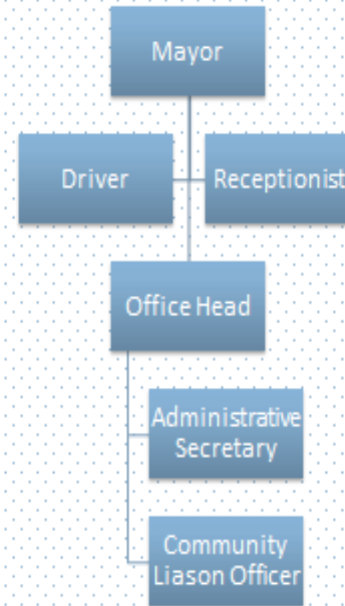 Mayor
Driver
Receptionist
Office Head
Administrative
Secretary
Community
Liason Officer